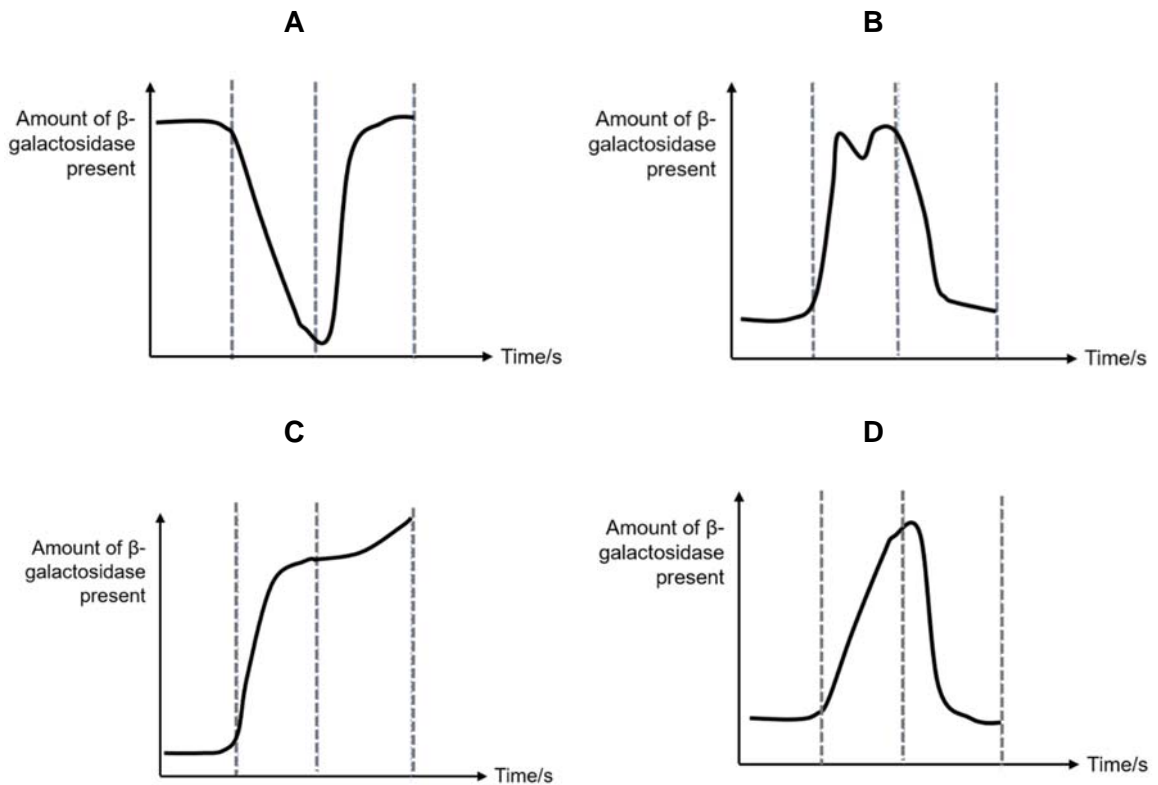 A
Amount of β-
galactosidase
present
Time/s
B
Amount of β-
galactosidase
present
Time/s
C
Amount of β-
galactosidase
present
Time/s
D
Amount of β-
galactosidase
present
Time/s